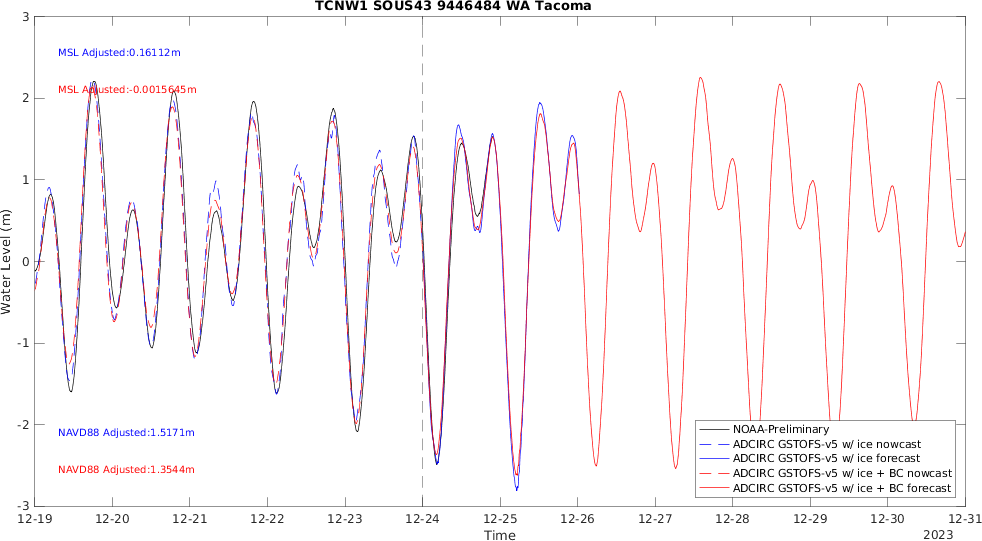 TCNW1 SOUS43 9446484 WA Tacoma
3
MSL Adjusted:0.16112m
MSL Adjusted:-0.0015645m
2
1
0
-1
-2
-3
Water Level (m)
NAVD88 Adjusted:1.5171m
NAVD88 Adjusted:1.3544m
NOAA-Preliminary
ADCIRC GSTOFS-v5 w/ ice nowcast
ADCIRC GSTOFS-v5 w/ ice forecast
ADCIRC GSTOFS-v5 w/ ice + BC nowcast
ADCIRC GSTOFS-v5 w/ ice + BC forecast
12-19 12-20 12-21 12-22 12-23 12-24 12-25 12-26 12-27 12-28 12-29 12-30 12-31
Time
2023